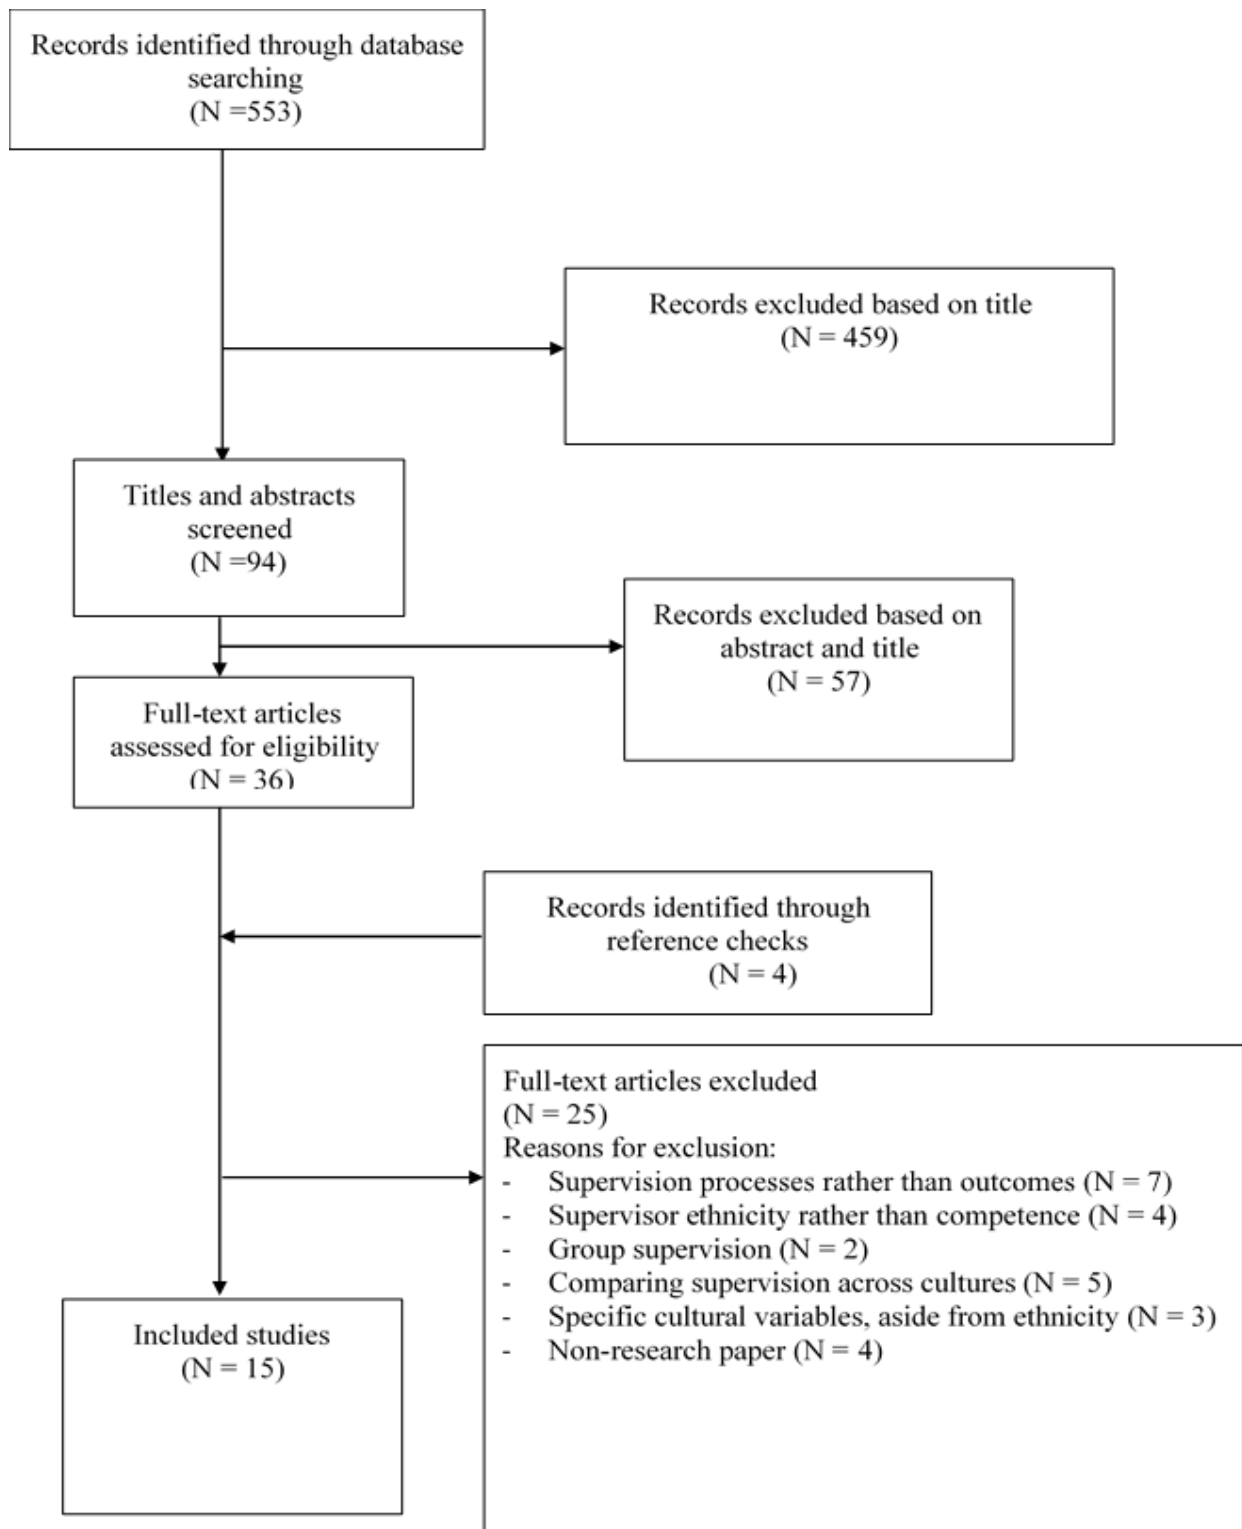 Records identified through database
searching
(N =553)
Records excluded based on title
(N = 459)
Titles and abstracts
screened
(N =94)
Records excluded based on
abstract and title
(N = 57)
Full-text articles
assessed for eligibility
(N = 36)
Records identified through
reference checks
(N = 4)
Full-text articles excluded
(N = 25)
Reasons for exclusion:
- Supervision processes rather than outcomes (N = 7)
- Supervisor ethnicity rather than competence (N = 4)
- Group supervision (N = 2)
- Comparing supervision across cultures (N = 5)
- Specific cultural variables, aside from ethnicity (N = 3)
- Non-research paper (N = 4)
Included studies
(N = 15)